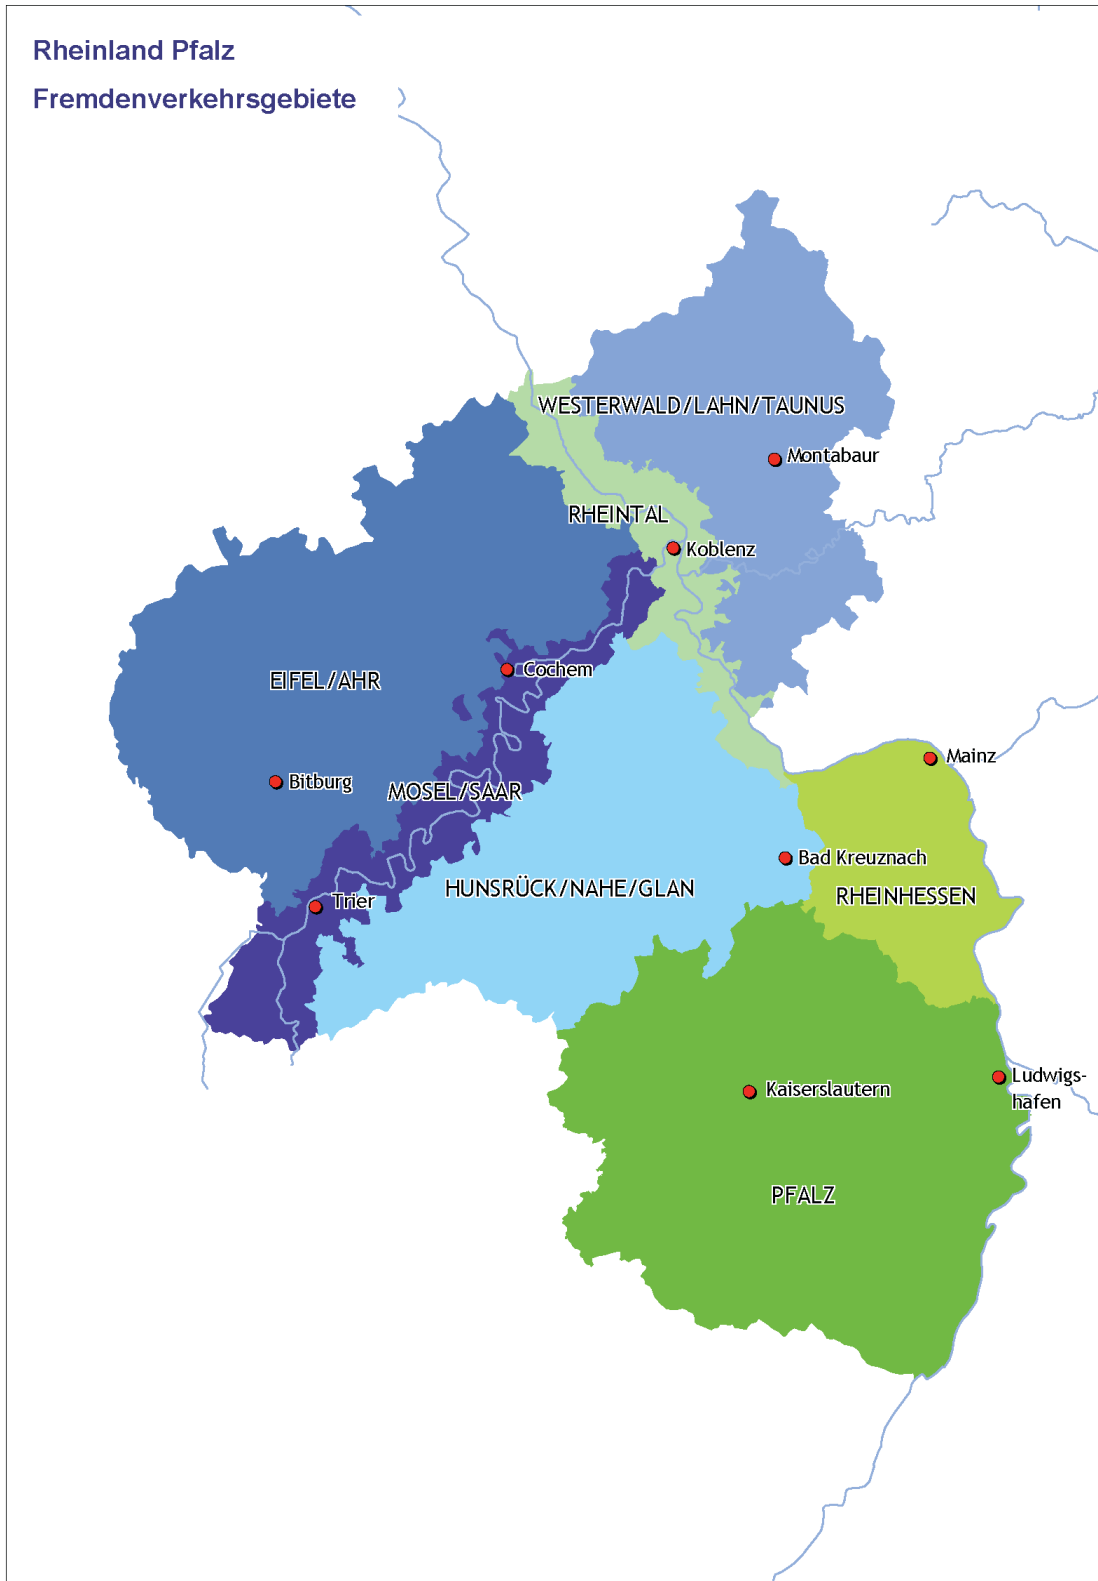 Rheinland Pfalz
Fremdenverkehrsgebiete
WESTERWALD/LAHN/TAUNUS
Montabaur
RHEINTAL
Koblenz
Cochem
EIFEL/AHR
Mainz
Bitburg
MOSEL/SAAR
Bad Kreuznach
HUNSRÜCK/NAHE/GLAN
RHEINHESSEN
Trier
Ludwigs-
hafen
Kaiserslautern
PFALZ